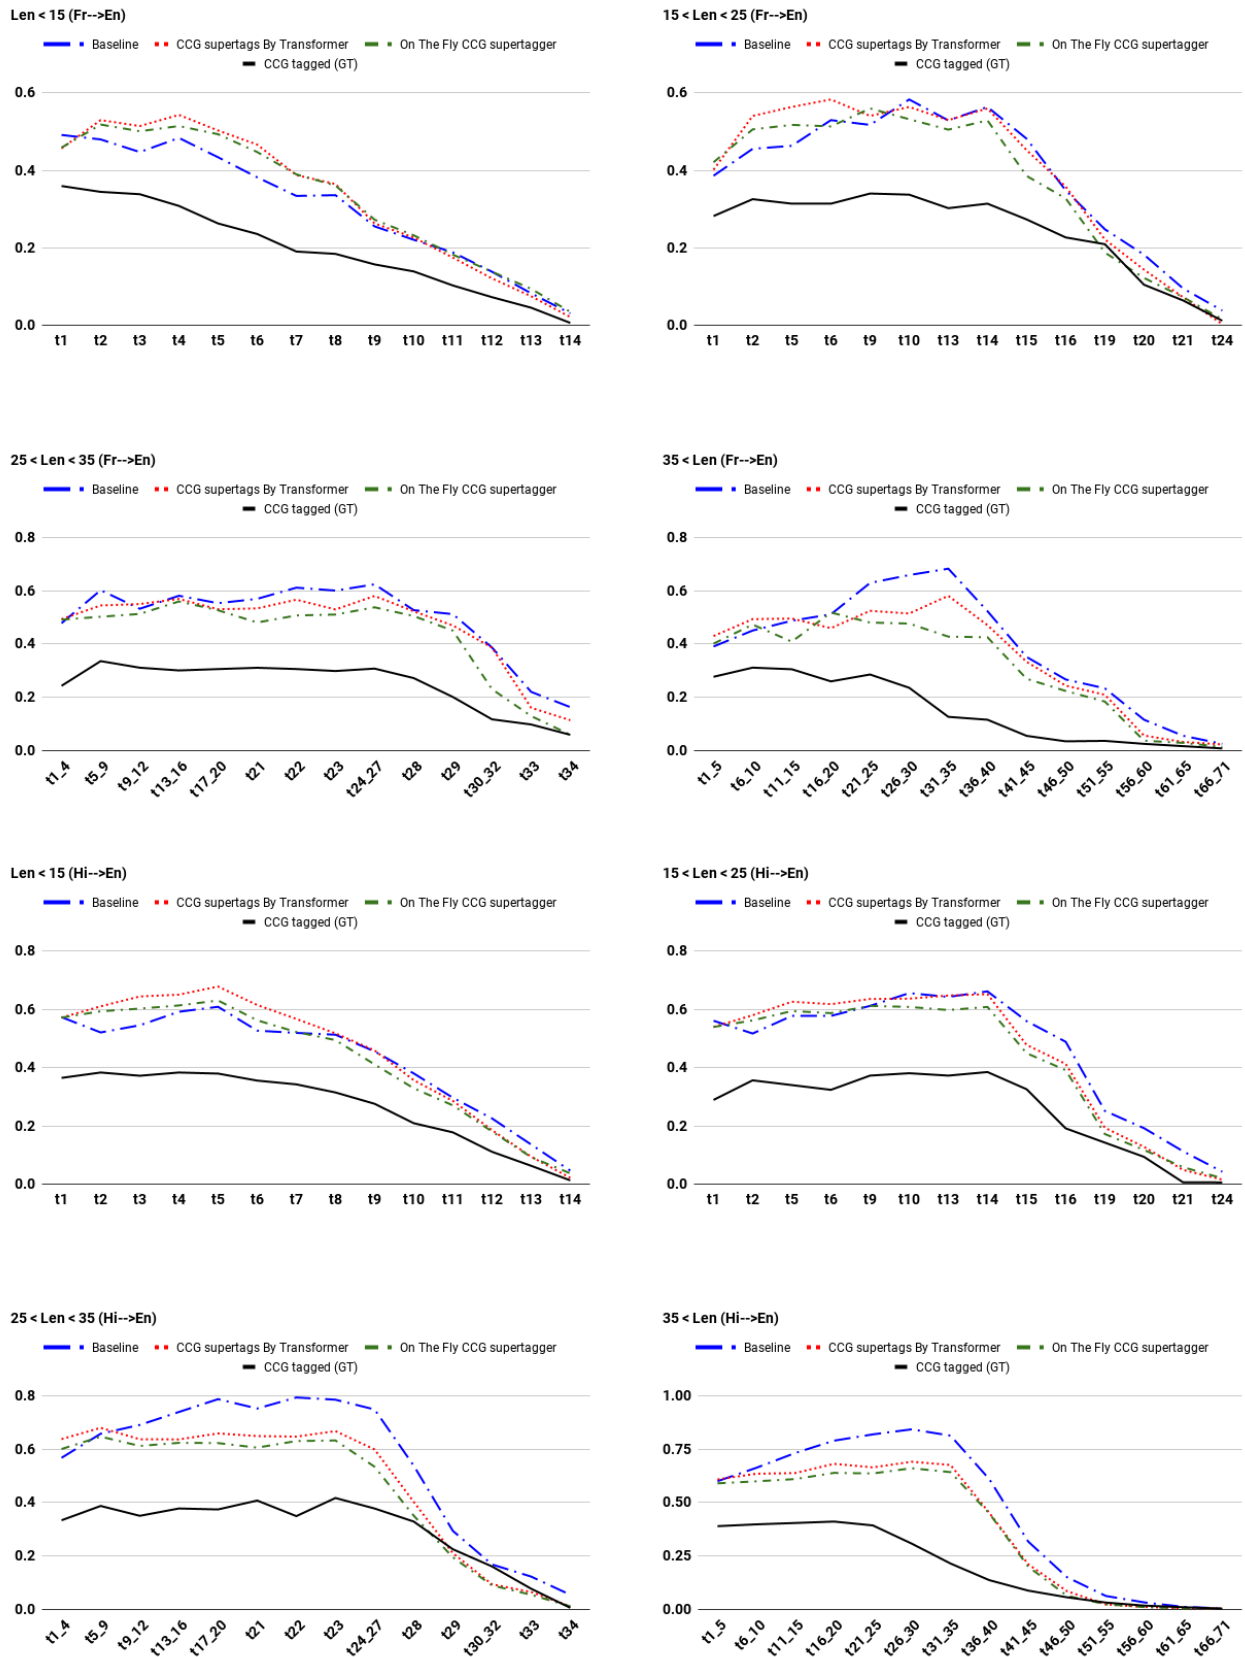 Len < 15 (Fr-->En)
Baseline CCG supertags By Transformer On The Fly CCG supertagger
CCG tagged (GT)
0.6
0.4
0.2
0.0
t1 t2 t3 t4 t5 t6 t7 t8 t9 t10 t11 t12 t13 t14
15 < Len < 25 (Fr-->En)
Baseline CCG supertags By Transformer On The Fly CCG supertagger
CCG tagged (GT)
0.6
0.4
0.2
0.0
t1 t2 t5 t6 t9 t10 t13 t14 t15 t16 t19 t20 t21 t24
25 < Len < 35 (Fr-->En)
Baseline CCG supertags By Transformer On The Fly CCG supertagger
CCG tagged (GT)
0.8
0.6
0.4
0.2
0.0
t1_4 t5_9 t9_12 t13_16 t17_20 t21 t22 t23 t24_27 t28 t29 t30_32 t33 t34
35 < Len (Fr-->En)
Baseline CCG supertags By Transformer On The Fly CCG supertagger
CCG tagged (GT)
0.8
0.6
0.4
0.2
0.0
t1_5 t6_10 t11_15 t16_20 t21_25 t26_30 t31_35 t36_40 t41_45 t46_50 t51_55 t56_60 t61_65 t66_71
Len < 15 (Hi-->En)
Baseline CCG supertags By Transformer On The Fly CCG supertagger
CCG tagged (GT)
0.8
0.6
0.4
0.2
0.0
t1 t2 t3 t4 t5 t6 t7 t8 t9 t10 t11 t12 t13 t14
15 < Len < 25 (Hi-->En)
Baseline CCG supertags By Transformer On The Fly CCG supertagger
CCG tagged (GT)
0.8
0.6
0.4
0.2
0.0
t1 t2 t5 t6 t9 t10 t13 t14 t15 t16 t19 t20 t21 t24
25 < Len < 35 (Hi-->En)
Baseline CCG supertags By Transformer On The Fly CCG supertagger
CCG tagged (GT)
0.8
0.6
0.4
0.2
0.0
t1_4 t5_9 t9_12 t13_16 t17_20 t21 t22 t23 t24_27 t28 t29 t30_32 t33 t34
35 < Len (Hi-->En)
Baseline CCG supertags By Transformer On The Fly CCG supertagger
CCG tagged (GT)
1.00
0.75
0.50
0.25
0.00
t1_5 t6_10 t11_15 t16_20 t21_25 t26_30 t31_35 t36_40 t41_45 t46_50 t51_55 t56_60 t61_65 t66_71